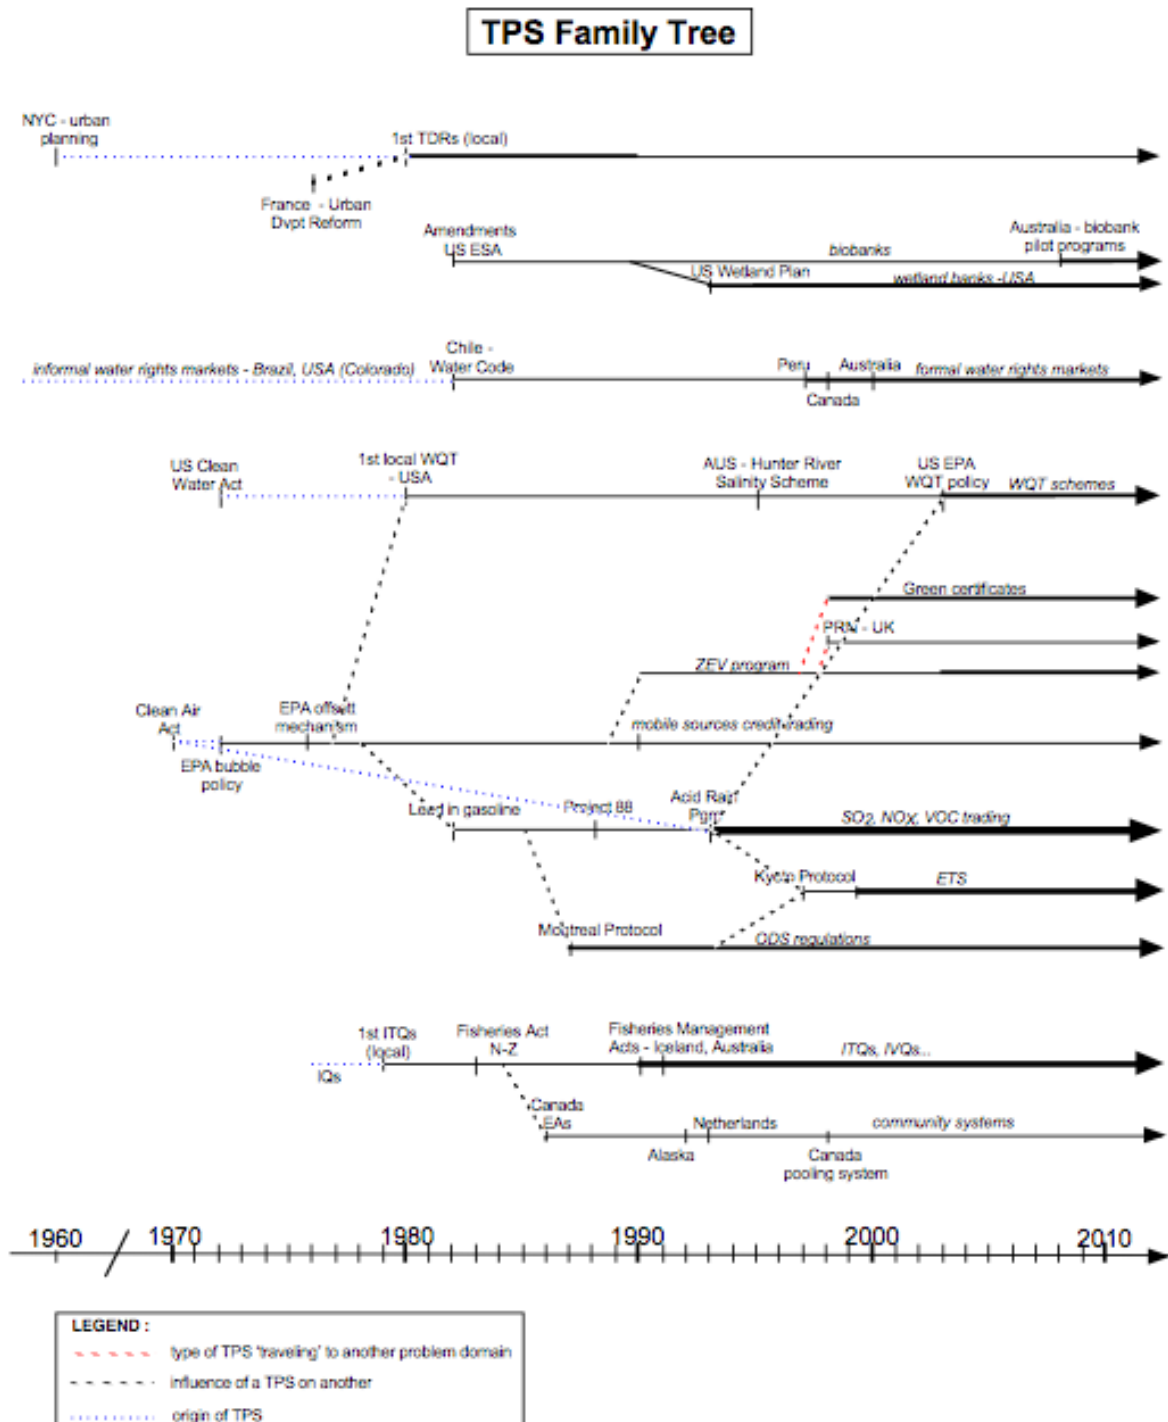 TPS Family Tree
NYC - urban
planning
1st TDRs (local)
France - Urban
Dvpt Reform
Amendments
US ESA
biobanks
Australia - biobank
pilot programs
US Wetland Plan
wetland banks -USA
informal water rights markets - Brazil, USA (Colorado)
Chile -
Water Code
Peru
Canada
Australia
formal water rights markets
US Clean
Water Act
1st local WQT
- USA
AUS - Hunter River
Salinity Scheme
US EPA
WQT policy
WQT schemes
Green certificates
PRN - UK
ZEV program
Clean Air
Act
EPA bubble
policy
EPA offsett
mechanism
mobile sources credit trading
Lead in gasoline
Project 88
Acid Rain
Pgm
SO2, NOX, VOC trading
Kyoto Protocol
ETS
Montreal Protocol
ODS regulations
IQs
1st ITQs
(local)
Fisheries Act
N-Z
Fisheries Management
Acts - Iceland, Australia
ITQs, IVQs...
Canada
EAs
Alaska
Netherlands
Canada
pooling system
community systems
1960 1970 1980 1990 2000 2010
LEGEND :
type of TPS 'traveling' to another problem domain
influence of a TPS on another
origin of TPS